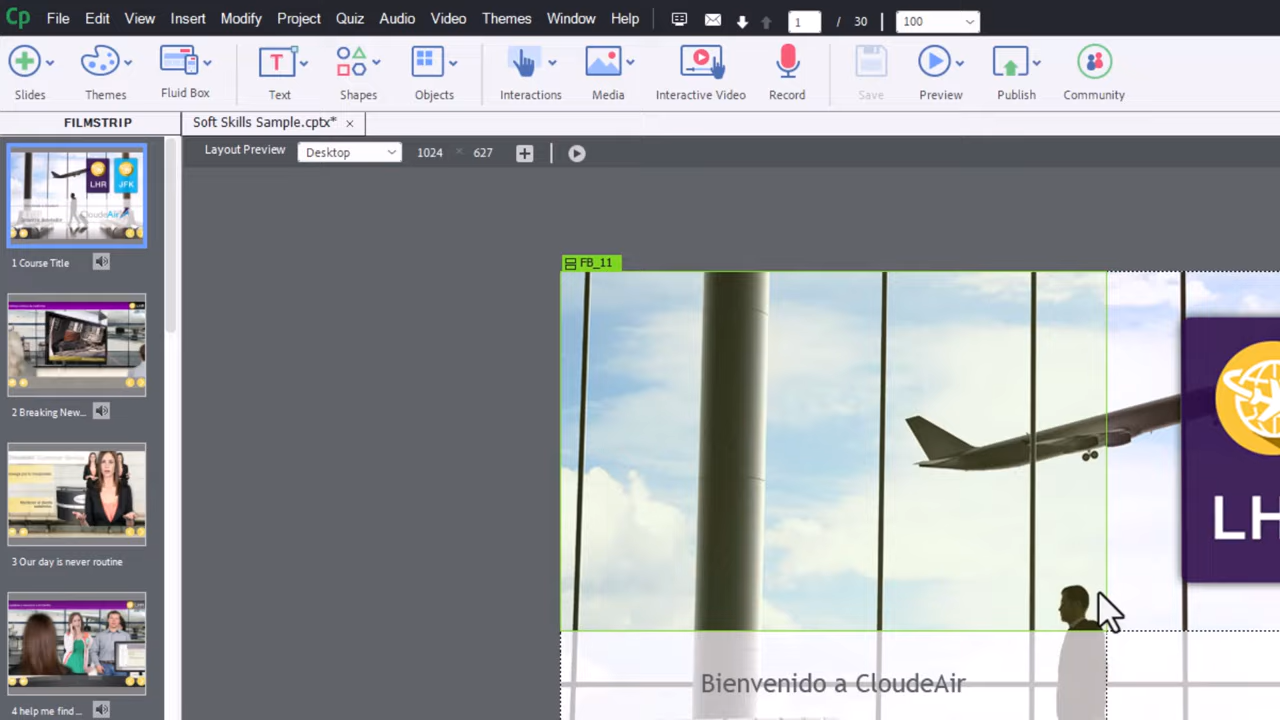 Cp File Edit View Insert Modify Project Quiz Audio Video Themes Window Help 1 / 30 100
Slides Themes Fluid Box Text Shapes Objects Interactions Media Interactive Video Record Save Preview Publish Community
FILMSTRIP Soft Skills Sample.cptx* ×
Layout Preview Desktop 1024 × 627
LHR JFK
CloudeAir
1 Course Title
2 Breaking New...
3 Our day is never routine
4 help me find ...
FB_11
LH
Bienvenido a CloudeAir